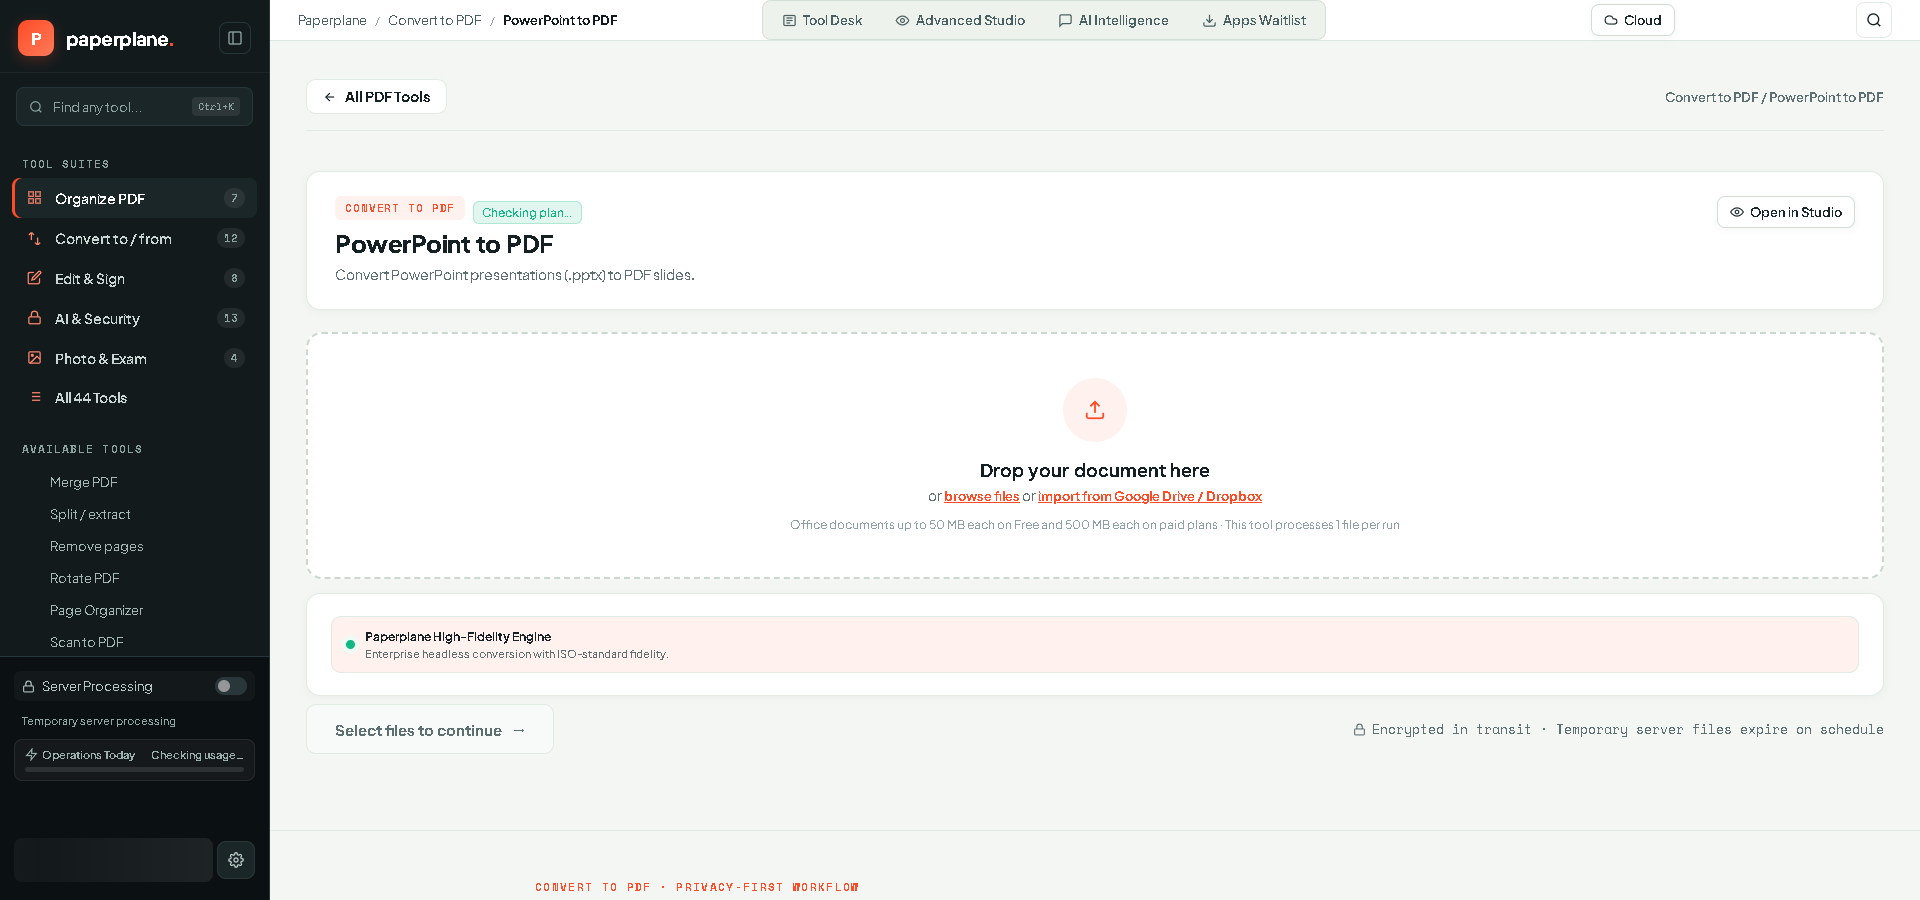 P paperplane.
Find any tool... Ctrl+K
TOOL SUITES
Organize PDF 7
Convert to / from 12
Edit & Sign 8
AI & Security 13
Photo & Exam 4
All 44 Tools
AVAILABLE TOOLS
Merge PDF
Split / extract
Remove pages
Rotate PDF
Page Organizer
Scan to PDF
Server Processing
Temporary server processing
Operations Today Checking usage...
Paperplane / Convert to PDF / PowerPoint to PDF
Tool Desk Advanced Studio AI Intelligence Apps Waitlist
Cloud
← All PDF Tools
Convert to PDF / PowerPoint to PDF
CONVERT TO PDF Checking plan...
Open in Studio
PowerPoint to PDF
Convert PowerPoint presentations (.pptx) to PDF slides.
Drop your document here
or browse files or import from Google Drive / Dropbox
Office documents up to 50 MB each on Free and 500 MB each on paid plans · This tool processes 1 file per run
Paperplane High-Fidelity Engine
Enterprise headless conversion with ISO-standard fidelity.
Select files to continue →
Encrypted in transit · Temporary server files expire on schedule
CONVERT TO PDF · PRIVACY-FIRST WORKFLOW